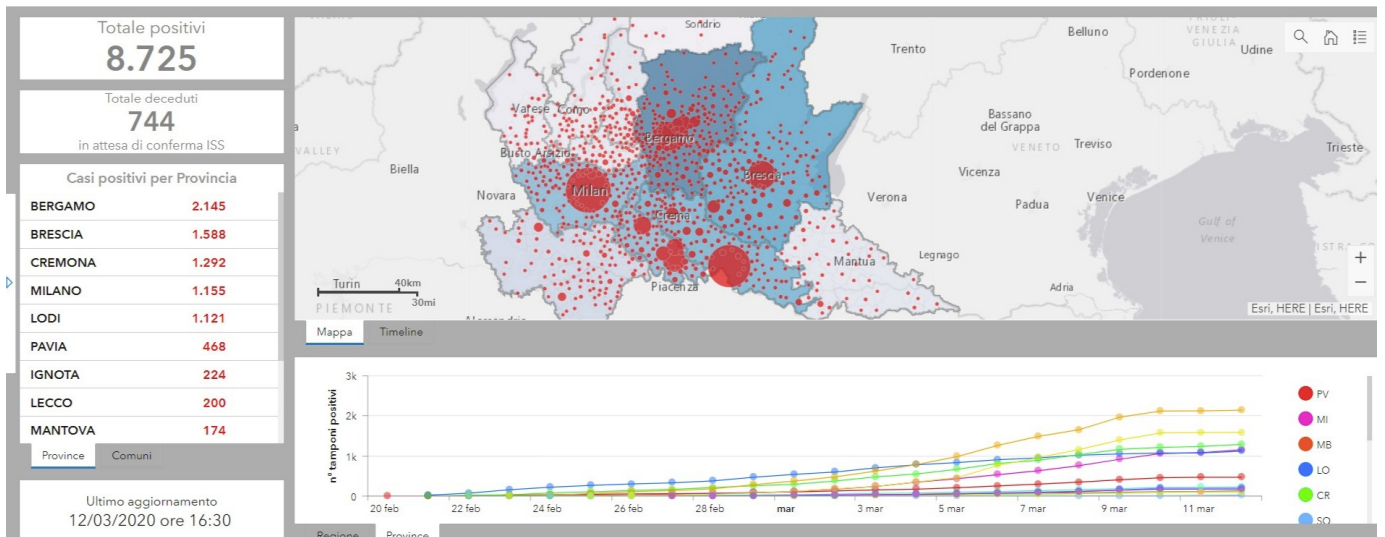 Totale positivi
8.725
Totale deceduti
744
in attesa di conferma ISS
Casi positivi per Provincia
BERGAMO 2.145
BRESCIA 1.588
CREMONA 1.292
MILANO 1.155
LODI 1.121
PAVIA 468
IGNOTA 224
LECCO 200
MANTOVA 174
Province Comuni
Ultimo aggiornamento
12/03/2020 ore 16:30
Sondrio
Belluno
VENEZIA
GIULIA
Udine
Trento
Pordenone
Varese Como
Bassano
del Grappa
Bergamo
VENETO Treviso
Trieste
VALLEY
Busto Arsizio
Biella
Brescia
Vicenza
Milan
Novara
Verona
Padua
Venice
Crema
Gulf of
Venice
Mantua
Legnago
Turin
40km
30mi
Piacenza
Adria
PIEMONTE
Esri, HERE | Esri, HERE
Mappa Timeline
n° tamponi positivi
3k
2k
1k
0
20 feb 22 feb 24 feb 26 feb 28 feb mar 3 mar 5 mar 7 mar 9 mar 11 mar
PV
MI
MB
LO
CR
SO
Regione Province